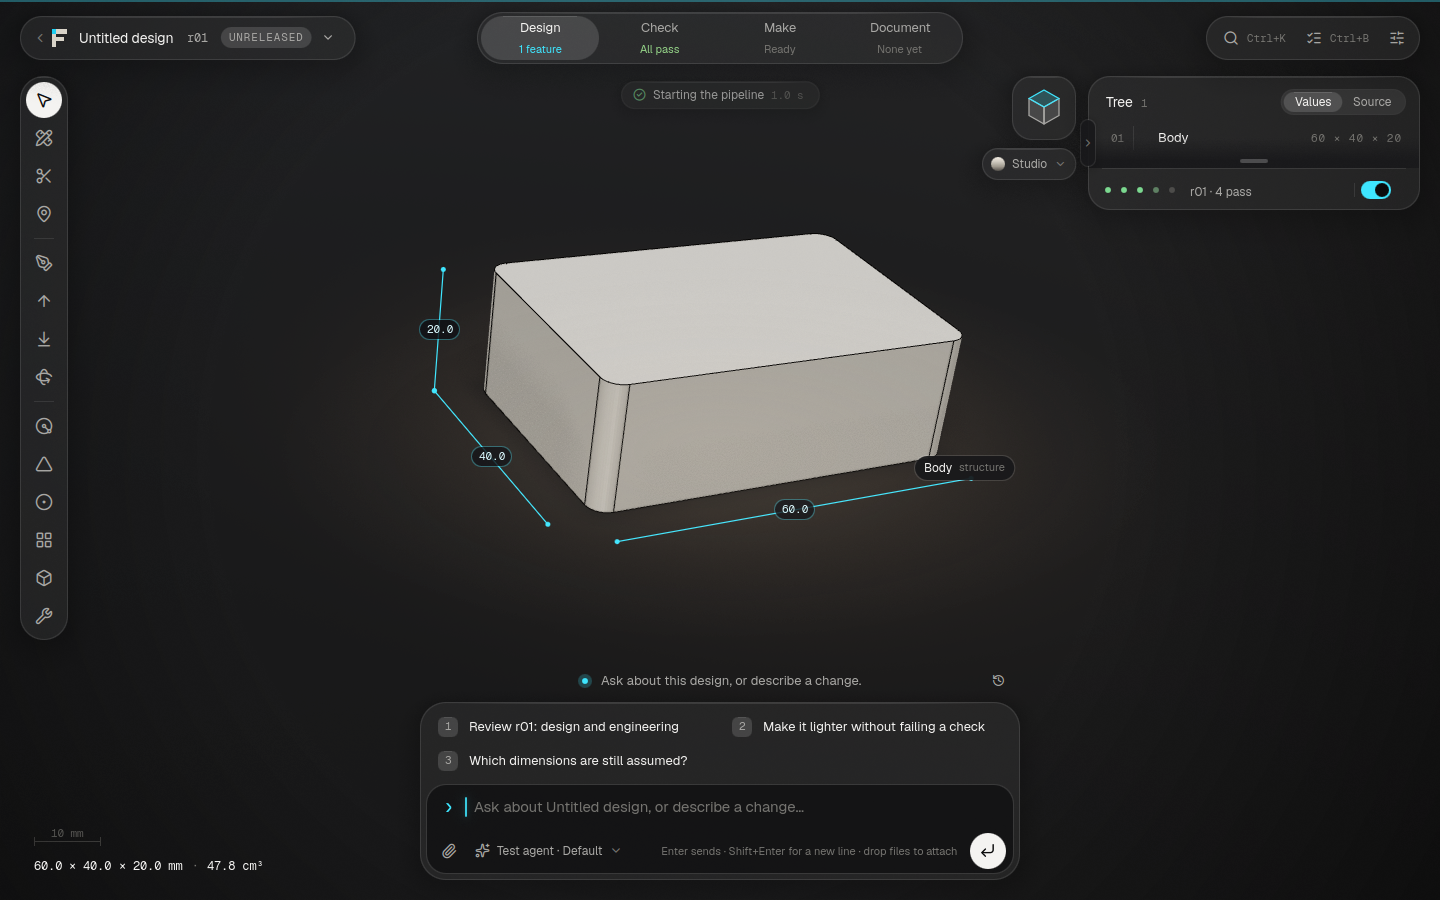 Untitled design r01 UNRELEASED
Design
1 feature
Check
All pass
Make
Ready
Document
None yet
Ctrl+K Ctrl+B
Starting the pipeline 1.0 s
Studio
Tree 1
Values Source
01 Body 60 × 40 × 20
r01 · 4 pass
20.0
40.0
60.0
Body structure
Ask about this design, or describe a change.
1 Review r01: design and engineering
2 Make it lighter without failing a check
3 Which dimensions are still assumed?
Ask about Untitled design, or describe a change...
Test agent · Default
Enter sends · Shift+Enter for a new line · drop files to attach
10 mm
60.0 × 40.0 × 20.0 mm · 47.8 cm³